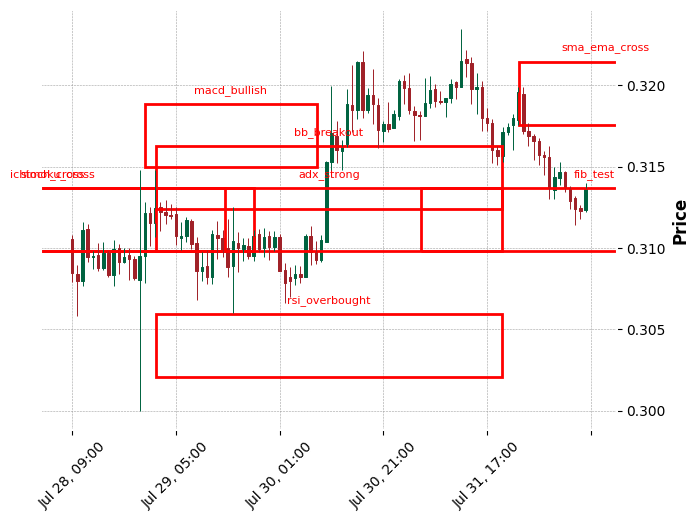 sma_ema_cross
macd_bullish
bb_breakout
adx_strong
fib_test
rsi_overbought
0.320
0.315
0.310
0.305
0.300
Price
Jul 28, 09:00
Jul 29, 05:00
Jul 30, 01:00
Jul 30, 21:00
Jul 31, 17:00